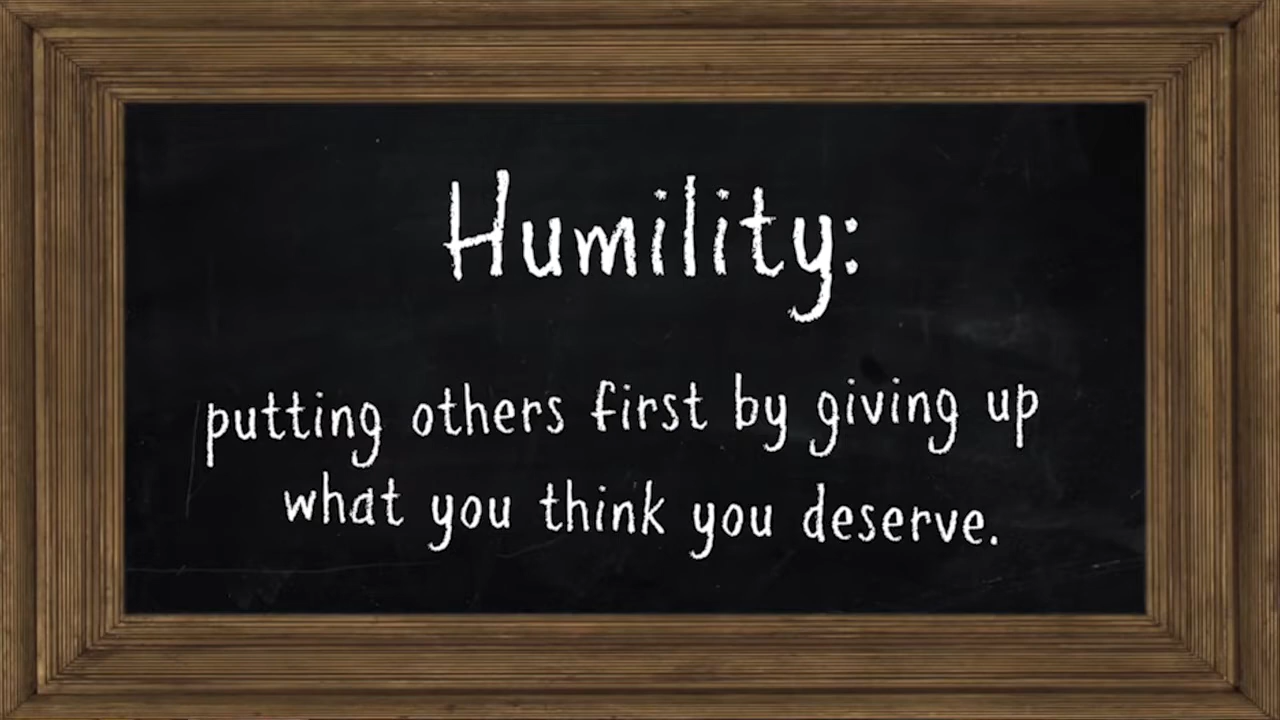 Humility:
putting others first by giving up
what you think you deserve.